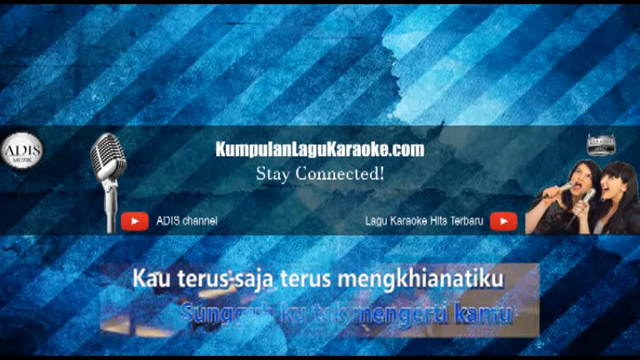 ADIS
MUSIK
KumpulanLaguKaraoke.com
Stay Connected!
ADIS channel
Lagu Karaoke Hits Terbaru
Kau terus saja terus mengkhianatiku
Sungguh ku tak mengerti kamu